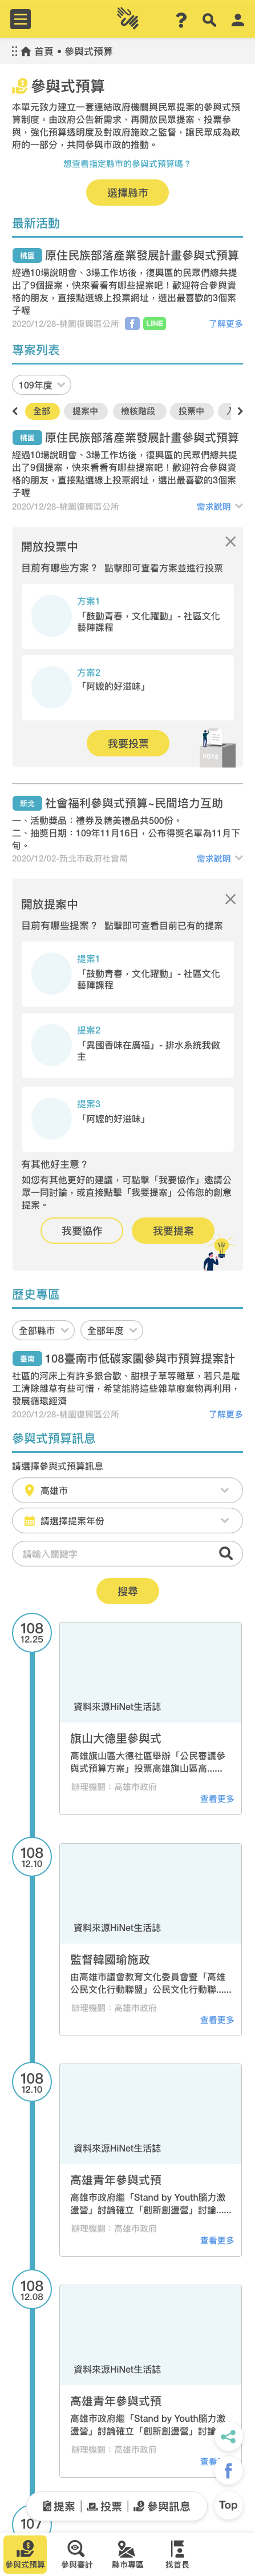 首頁 • 參與式預算
參與式預算
本單元致力建立一套連結政府機關與民眾提案的參與式預
算制度。由政府公告新需求、再開放民眾提案、投票參
與，強化預算透明度及對政府施政之監督，讓民眾成為政
府的一部分，共同參與市政的推動。
想查看指定縣市的參與式預算嗎？
選擇縣市
最新活動
桃園 原住民族部落產業發展計畫參與式預算
經過10場說明會、3場工作坊後，復興區的民眾們總共提
出了9個提案，快來看看有哪些提案吧！歡迎符合參與資
格的朋友，直接點選線上投票網址，選出最喜歡的3個案
子喔
2020/12/28-桃園復興區公所 f LINE 了解更多
專案列表
109年度
全部 提案中 檢核階段 投票中
桃園 原住民族部落產業發展計畫參與式預算
經過10場說明會、3場工作坊後，復興區的民眾們總共提
出了9個提案，快來看看有哪些提案吧！歡迎符合參與資
格的朋友，直接點選線上投票網址，選出最喜歡的3個案
子喔
2020/12/28-桃園復興區公所 需求說明
開放投票中
目前有哪些方案？ 點擊即可查看方案並進行投票
方案1
「鼓動青春，文化躍動」- 社區文化
藝陣課程
方案2
「阿嬤的好滋味」
我要投票
VOTE
新北 社會福利參與式預算~民間培力互助
一、活動獎品：禮券及精美禮品共500份。
二、抽獎日期：109年11月16日，公布得獎名單為11月下
旬。
2020/12/02-新北市政府社會局 需求說明
開放提案中
目前有哪些提案？ 點擊即可查看目前已有的提案
提案1
「鼓動青春，文化躍動」- 社區文化
藝陣課程
提案2
「異國香味在廣福」- 排水系統我做
主
提案3
「阿嬤的好滋味」
有其他好主意？
如您有其他更好的建議，可點擊「我要協作」邀請公
眾一同討論，或直接點擊「我要提案」公佈您的創意
提案。
我要協作 我要提案
歷史專區
全部縣市 全部年度
臺南 108臺南市低碳家園參與市預算提案計
社區的河床上有許多銀合歡、甜根子草等雜草，若只是雇
工清除雜草有些可惜，希望能將這些雜草廢棄物再利用，
發展循環經濟
2020/12/28-桃園復興區公所 了解更多
參與式預算訊息
請選擇參與式預算訊息
高雄市
請選擇提案年份
請輸入關鍵字
搜尋
108
12.25
資料來源HiNet生活誌
旗山大德里參與式
高雄旗山區大德社區舉辦「公民審議參
與式預算方案」投票高雄旗山區高......
辦理機關：高雄市政府
查看更多
108
12.10
資料來源HiNet生活誌
監督韓國瑜施政
由高雄市議會教育文化委員會暨「高雄
公民文化行動聯盟」公民文化行動聯......
辦理機關：高雄市政府
查看更多
108
12.10
資料來源HiNet生活誌
高雄青年參與式預
高雄市政府繼「Stand by Youth腦力激
盪營」討論確立「創新創盪營」討論......
辦理機關：高雄市政府
查看更多
108
12.08
資料來源HiNet生活誌
高雄青年參與式預
高雄市政府繼「Stand by Youth腦力激
盪營」討論確立「創新創盪營」討論
辦理機關：高雄市政府
查看
107
提案 投票 參與訊息 Top
參與式預算 參與審計 縣市專區 找首長